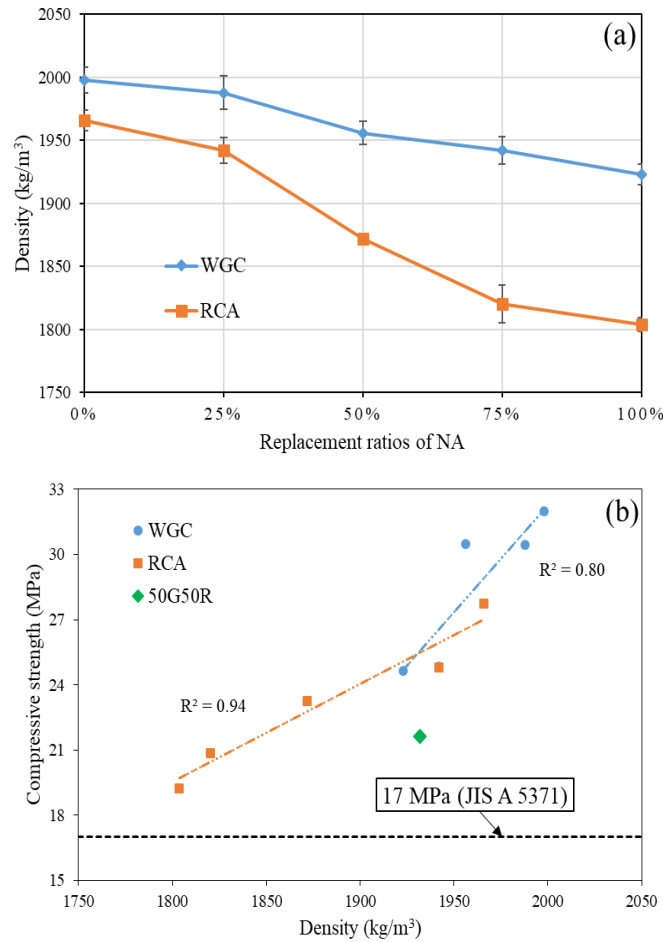 (a)
2050
2000
1950
1900
1850
1800
1750
Density (kg/m³)
WGC
RCA
0%
25%
50%
75%
100%
Replacement ratios of NA
(b)
33
30
27
24
21
18
15
Compressive strength (MPa)
WGC
RCA
50G50R
R² = 0.80
R² = 0.94
17 MPa (JIS A 5371)
1750
1800
1850
1900
1950
2000
2050
Density (kg/m³)